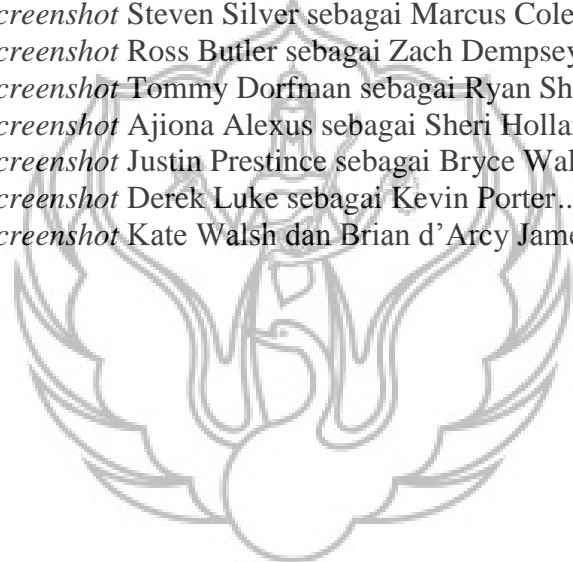 creenshot Steven Silver sebagai Marcus Cole
creenshot Ross Butler sebagai Zach Dempsey
creenshot Tommy Dorfman sebagai Ryan Sh
creenshot Ajiona Alexus sebagai Sheri Hollan
creenshot Justin Prestince sebagai Bryce Wal
creenshot Derek Luke sebagai Kevin Porter..
creenshot Kate Walsh dan Brian d’Arcy Jame